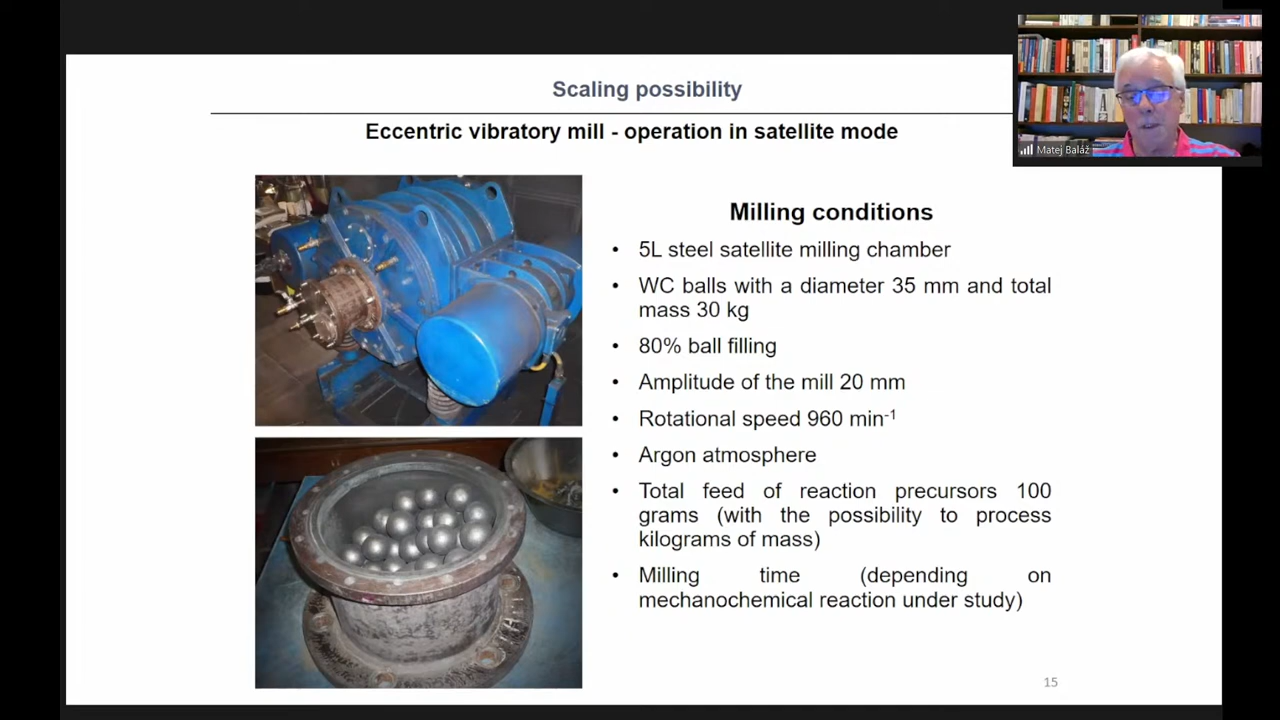 Scaling possibility
Eccentric vibratory mill - operation in satellite mode
Matej Baláž
Milling conditions
• 5L steel satellite milling chamber
• WC balls with a diameter 35 mm and total
mass 30 kg
• 80% ball filling
• Amplitude of the mill 20 mm
• Rotational speed 960 min⁻¹
• Argon atmosphere
• Total feed of reaction precursors 100
grams (with the possibility to process
kilograms of mass)
• Milling time (depending on
mechanochemical reaction under study)
15